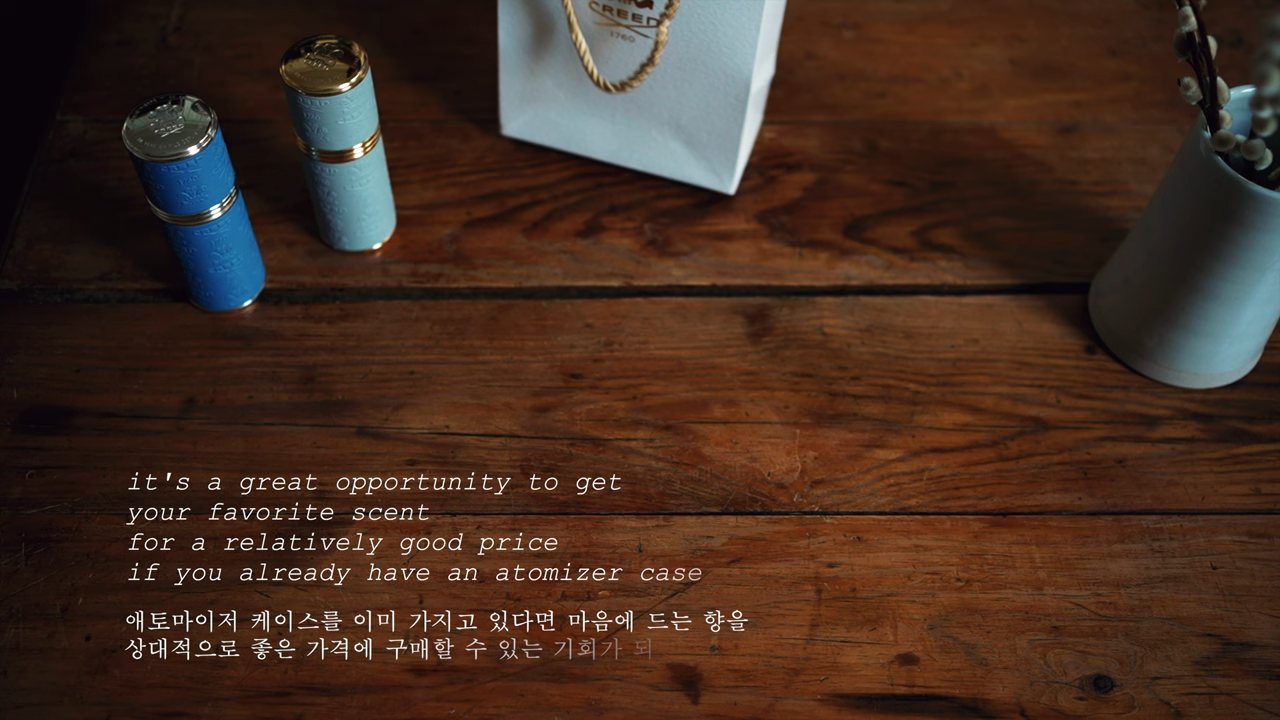 CREED
1760
it's a great opportunity to get
your favorite scent
for a relatively good price
if you already have an atomizer case
애토마이저 케이스를 이미 가지고 있다면 마음에 드는 향을
상대적으로 좋은 가격에 구매할 수 있는 기회가 되